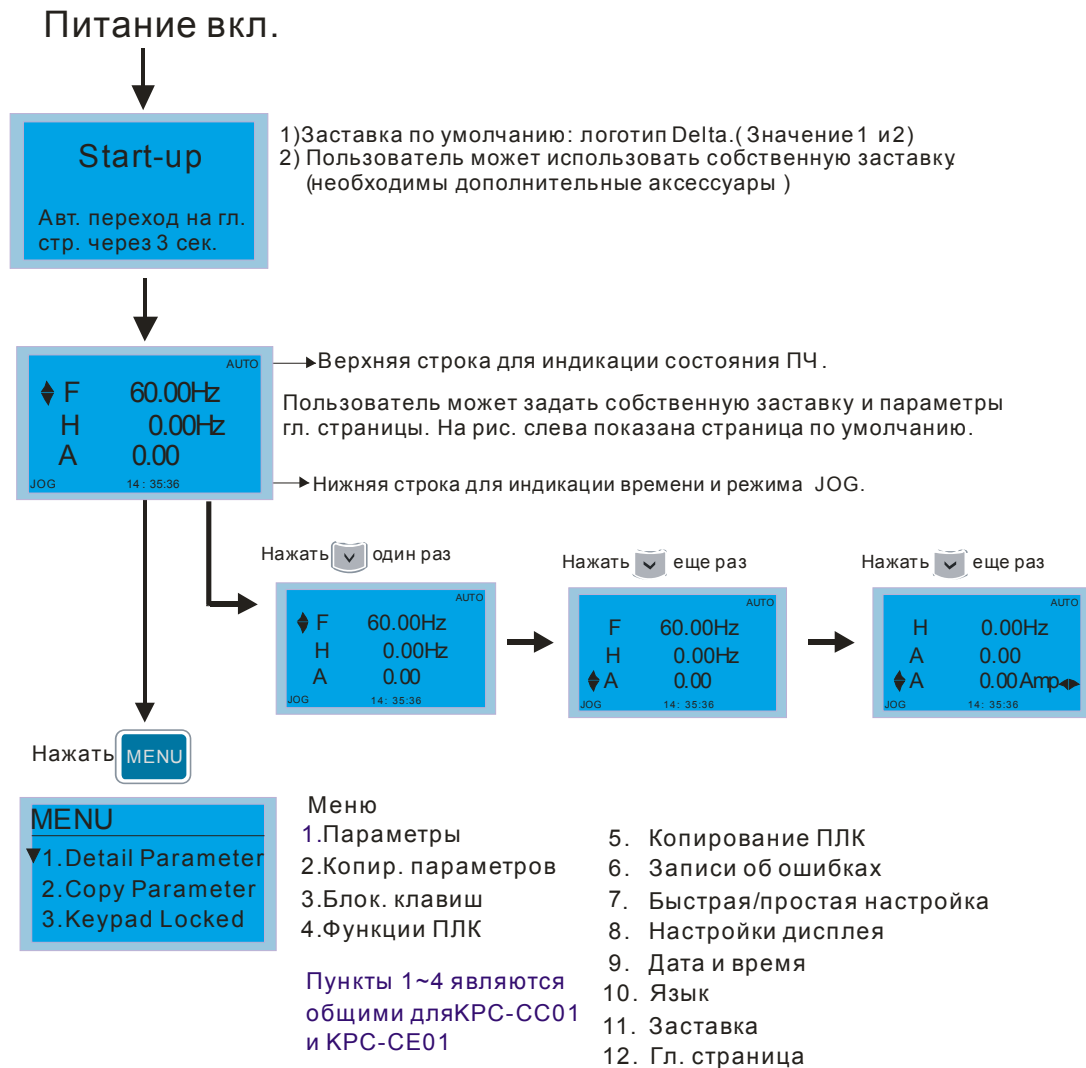 Питание вкл.
Start-up
Авт. переход на гл.
стр. через 3 сек.
1)Заставка по умолчанию: логотип Delta.(Значение1 и2)
2) Пользователь может использовать собственную заставку
(необходимы дополнительные аксессуары )
AUTO
F 60.00Hz
H 0.00Hz
A 0.00
JOG 14 : 35:36
Верхняя строка для индикации состояния ПЧ.
Пользователь может задать собственную заставку и параметры
гл. страницы. На рис. слева показана страница по умолчанию.
Нижняя строка для индикации времени и режима JOG.
Нажать один раз
AUTO
F 60.00Hz
H 0.00Hz
A 0.00
JOG 14: 35:36
Нажать еще раз
AUTO
F 60.00Hz
H 0.00Hz
A 0.00
JOG 14: 35:36
Нажать еще раз
AUTO
H 0.00Hz
A 0.00
A 0.00Amp
JOG 14: 35:36
Нажать MENU
MENU
1.Detail Parameter
2.Copy Parameter
3.Keypad Locked
Меню
1.Параметры
2.Копир. параметров
3.Блок. клавиш
4.Функции ПЛК
Пункты 1~4 являются
общими дляKPC-CC01
и KPC-CE01
5. Копирование ПЛК
6. Записи об ошибках
7. Быстрая/простая настройка
8. Настройки дисплея
9. Дата и время
10. Язык
11. Заставка
12. Гл. страница